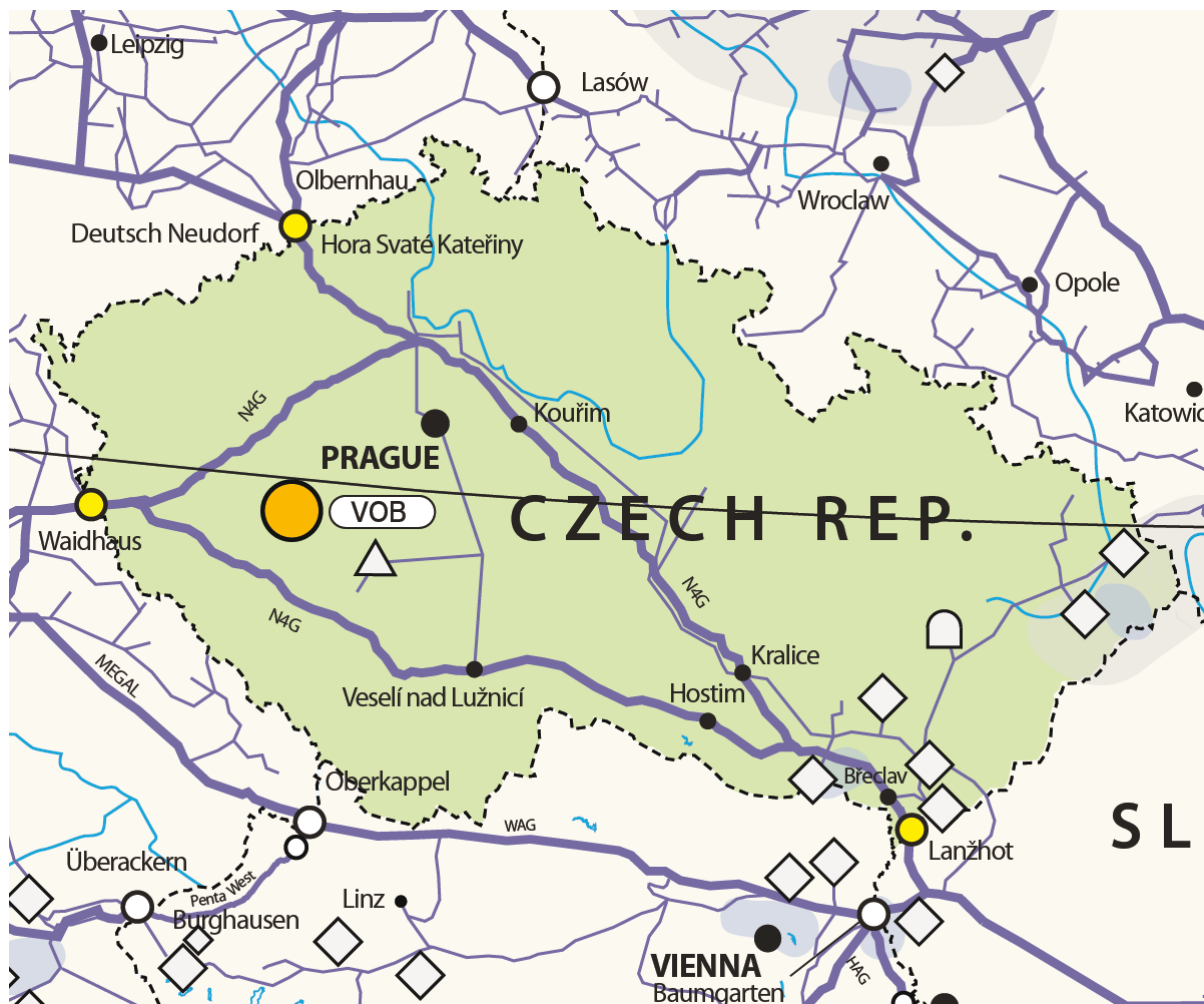 Leipzig
Lasów
Olbernhau
Wroclaw
Deutsch Neudorf
Hora Svaté Kateřiny
Opole
N4G
Kouřim
Katowic
PRAGUE
VOB
CZECH REP.
Waidhaus
N4G
N4G
MEGAL
Kralice
Veselí nad Lužnicí
Hostim
Oberkappel
Břeclav
WAG
SL
Lanžhot
Überackern
Penta West
Linz
Burghausen
VIENNA
HAG
Baumgarten